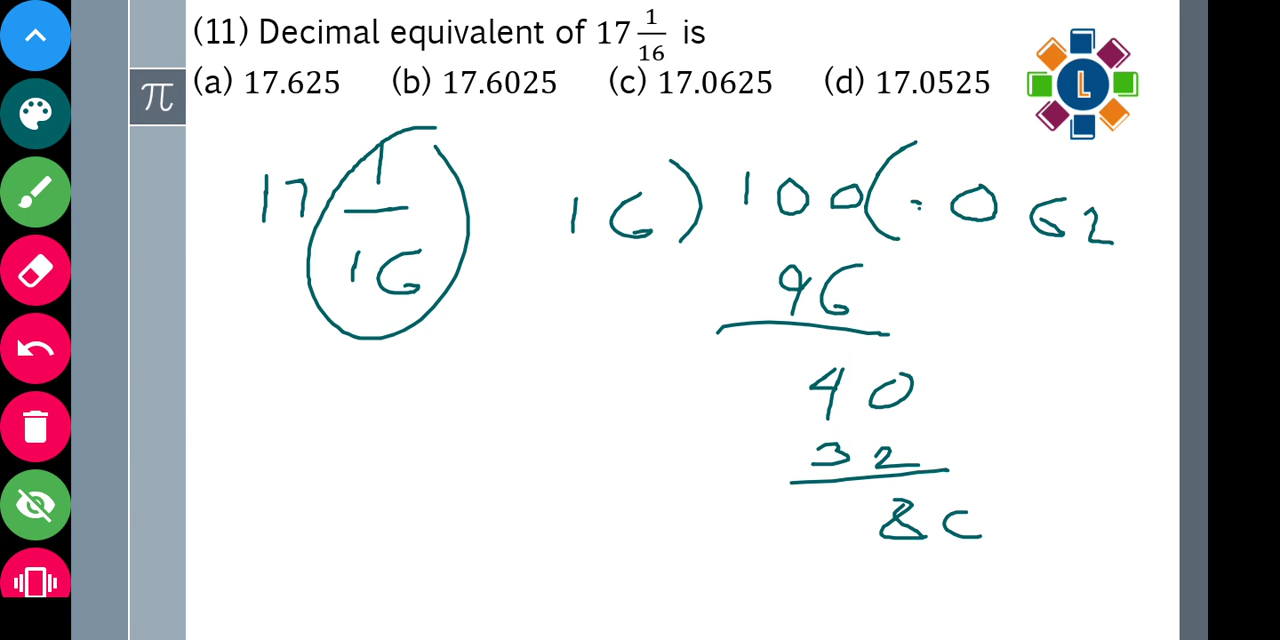 (11) Decimal equivalent of 17 1/16 is
π
(a) 17.625 (b) 17.6025 (c) 17.0625 (d) 17.0525
L
17 1/16
16 ) 100 ( .062
96
40
32
80